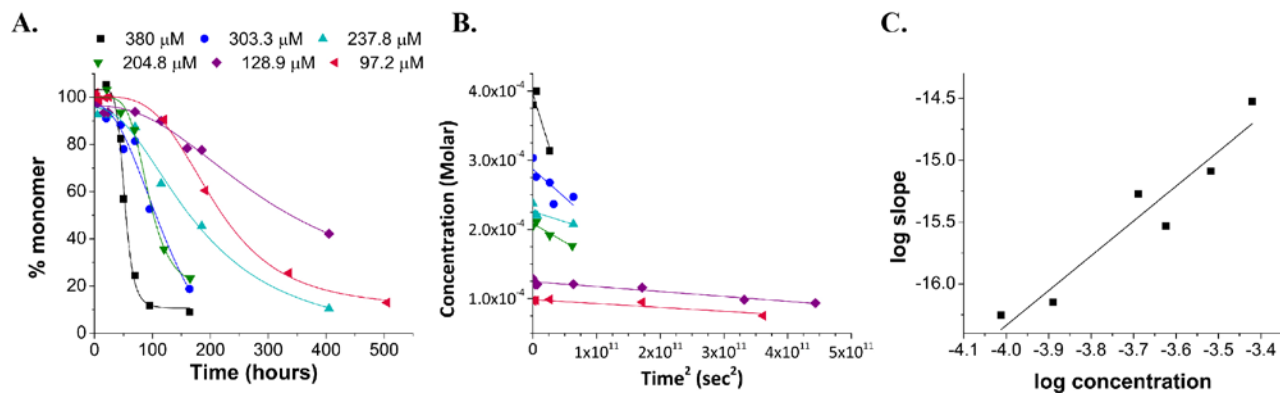 A.
380 μM 303.3 μM 237.8 μM
204.8 μM 128.9 μM 97.2 μM
100
80
60
40
20
0
% monomer
0 100 200 300 400 500
Time (hours)
B.
4.0x10⁻⁴
3.0x10⁻⁴
2.0x10⁻⁴
1.0x10⁻⁴
Concentration (Molar)
0 1x10¹¹ 2x10¹¹ 3x10¹¹ 4x10¹¹ 5x10¹¹
Time² (sec²)
C.
-14.5
-15.0
-15.5
-16.0
log slope
-4.1 -4.0 -3.9 -3.8 -3.7 -3.6 -3.5 -3.4
log concentration